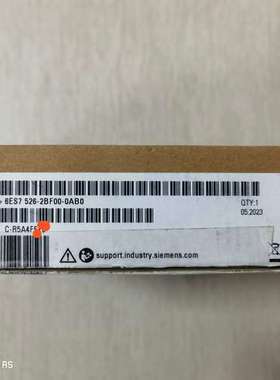 6ES7 526-2BF00-0AB0
QTY:1
05.2023
C-R5A4F
support.industry.siemens.com
RS